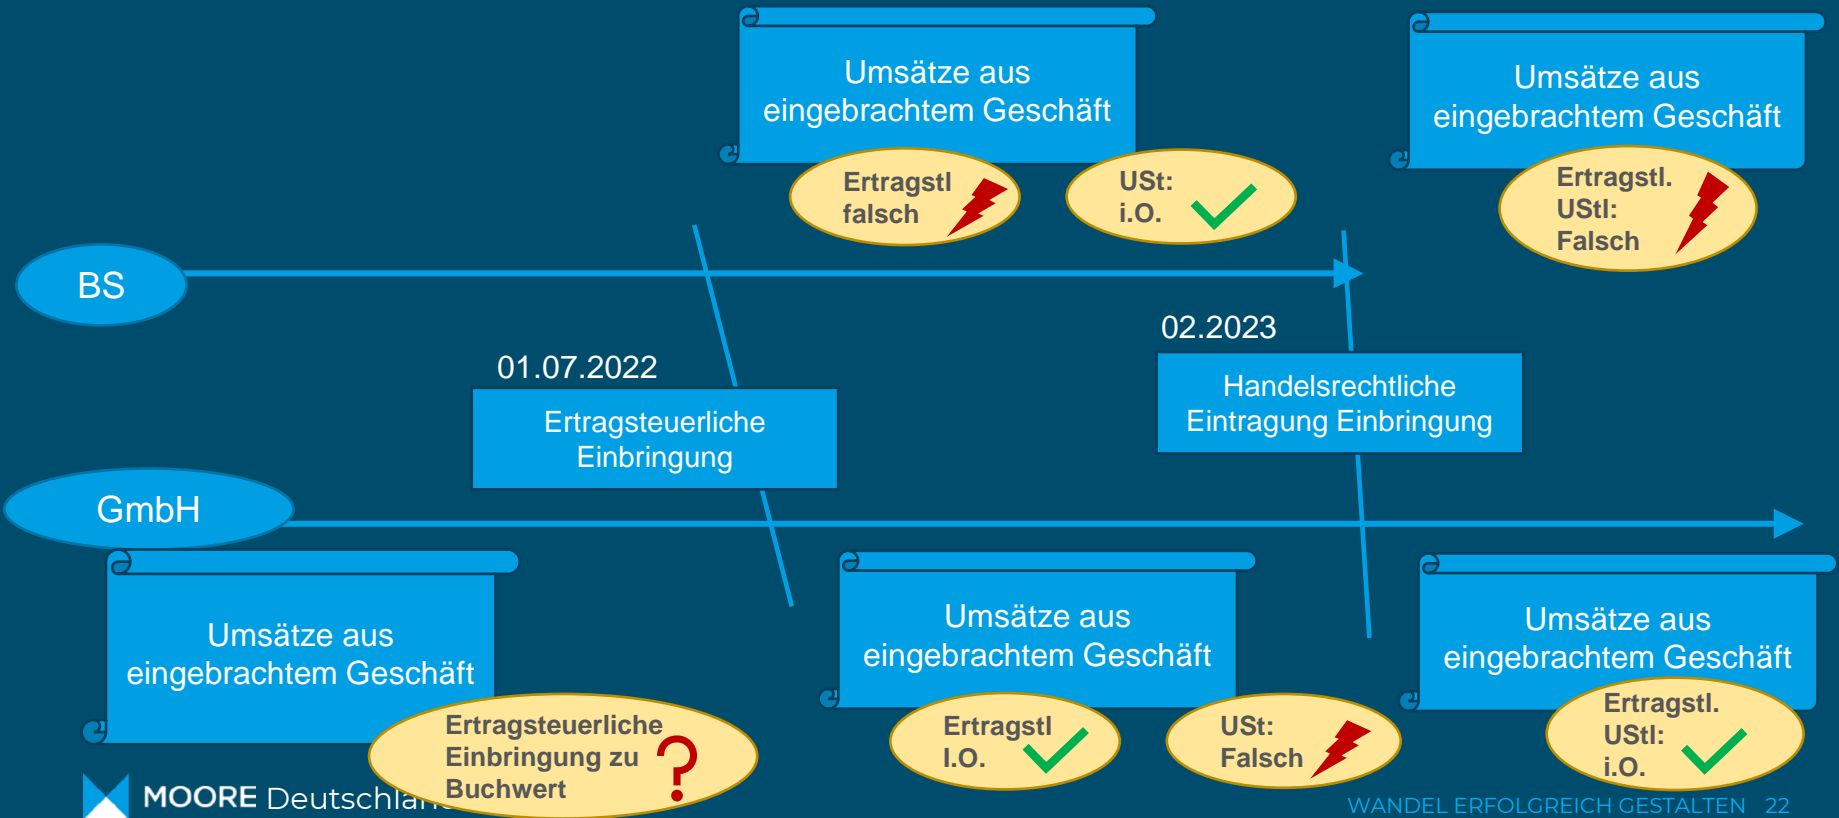 Umsätze aus
eingebrachtem Geschäft
Ertragstl
falsch
USt:
i.O.
Umsätze aus
eingebrachtem Geschäft
Ertragstl.
UStl:
Falsch
BS
01.07.2022
Ertragsteuerliche
Einbringung
02.2023
Handelsrechtliche
Eintragung Einbringung
GmbH
Umsätze aus
eingebrachtem Geschäft
Ertragsteuerliche
Einbringung zu
Buchwert
?
Umsätze aus
eingebrachtem Geschäft
Ertragstl
I.O.
USt:
Falsch
Umsätze aus
eingebrachtem Geschäft
Ertragstl.
UStl:
i.O.
MOORE Deutschland
WANDEL ERFOLGREICH GESTALTEN 22